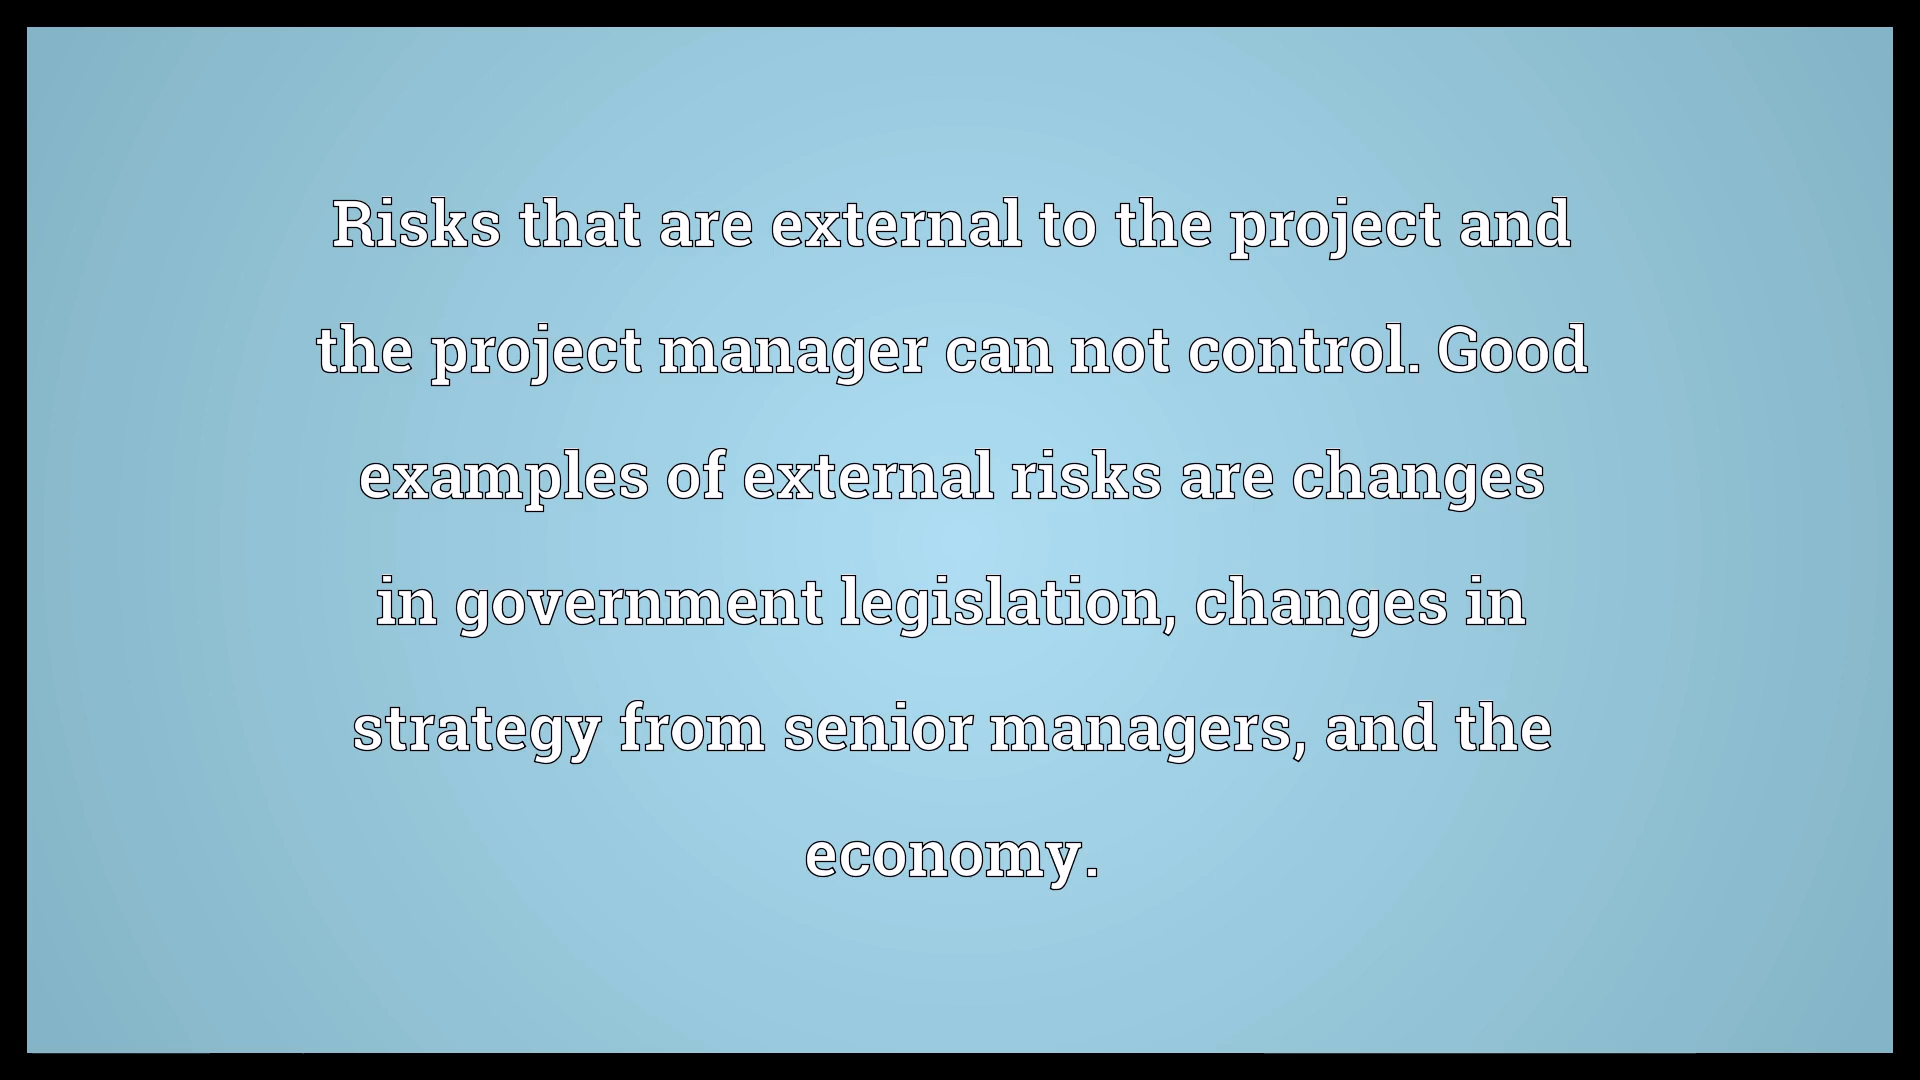 Risks that are external to the project and
the project manager can not control. Good
examples of external risks are changes
in government legislation, changes in
strategy from senior managers, and the
economy.